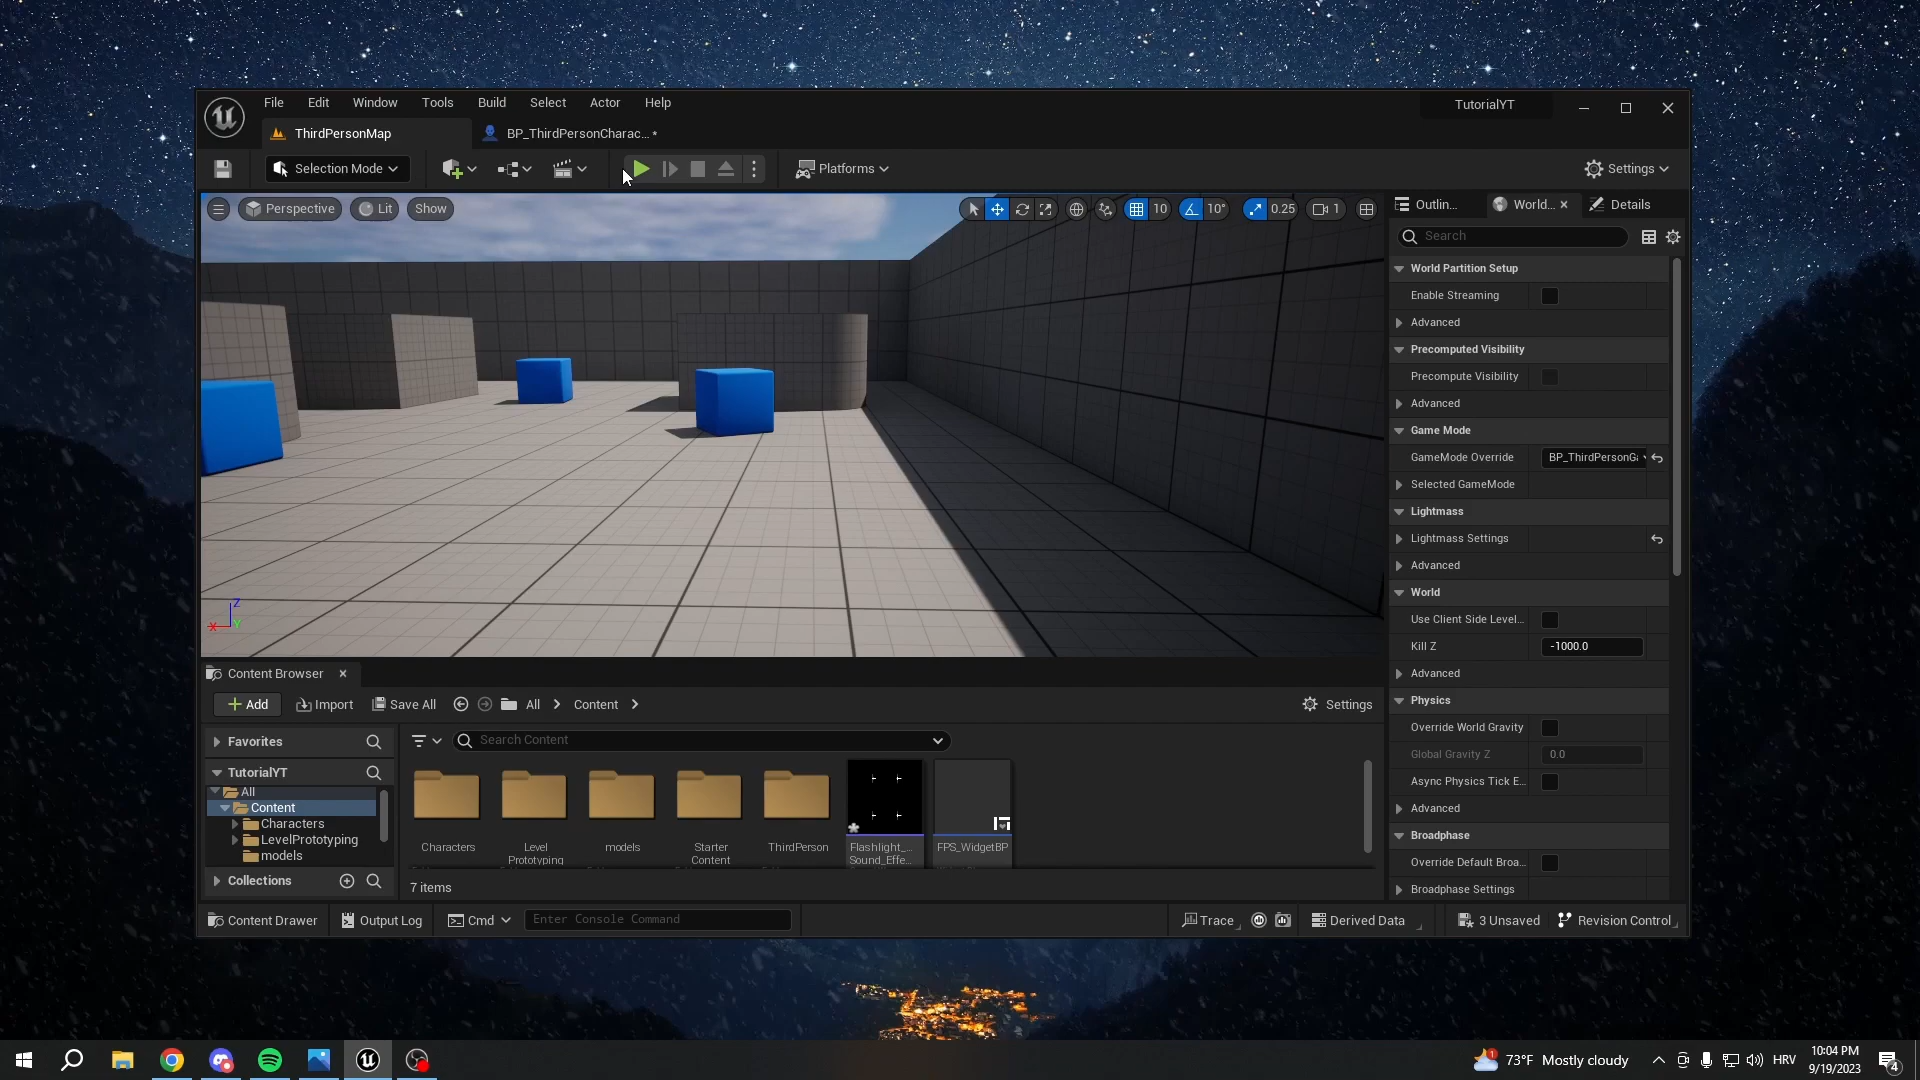 File Edit Window Tools Build Select Actor Help
TutorialYT
ThirdPersonMap
BP_ThirdPersonCharac... *
Selection Mode
Platforms
Settings
Perspective
Lit
Show
10
10°
0.25
1
Outlin...
World...
Details
Search
World Partition Setup
Enable Streaming
Advanced
Precomputed Visibility
Precompute Visibility
Advanced
Game Mode
GameMode Override
BP_ThirdPersonGa
Selected GameMode
Lightmass
Lightmass Settings
Advanced
World
Use Client Side Level...
Kill Z
-1000.0
Advanced
Physics
Override World Gravity
Global Gravity Z
0.0
Async Physics Tick E...
Advanced
Broadphase
Override Default Broa...
Broadphase Settings
Z
X
Y
Content Browser
Add
Import
Save All
All
Content
Settings
Favorites
Search Content
TutorialYT
All
Content
Characters
LevelPrototyping
models
Collections
Characters
Level
Prototyping
models
Starter
Content
ThirdPerson
Flashlight_...
Sound_Effe...
FPS_WidgetBP
7 items
Content Drawer
Output Log
Cmd
Enter Console Command
Trace
Derived Data
3 Unsaved
Revision Control
1
73°F Mostly cloudy
HRV
10:04 PM
9/19/2023
4